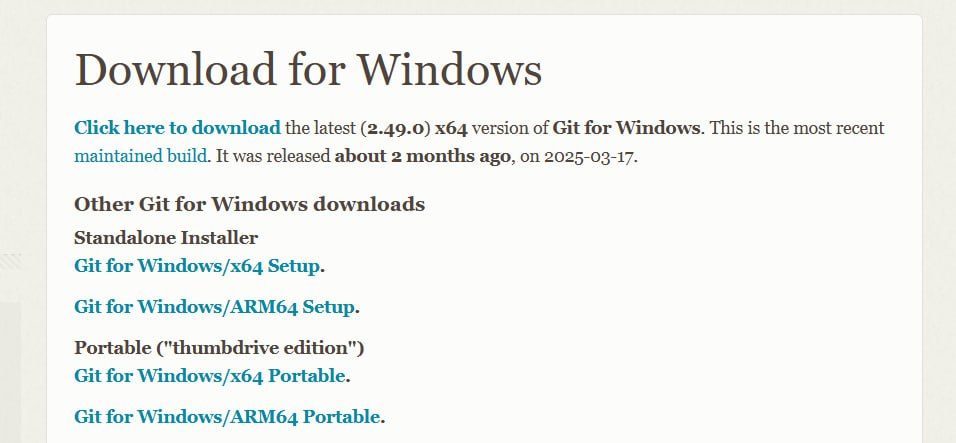 Download for Windows
Click here to download the latest (2.49.0) x64 version of Git for Windows. This is the most recent
maintained build. It was released about 2 months ago, on 2025-03-17.
Other Git for Windows downloads
Standalone Installer
Git for Windows/x64 Setup.
Git for Windows/ARM64 Setup.
Portable ("thumbdrive edition")
Git for Windows/x64 Portable.
Git for Windows/ARM64 Portable.